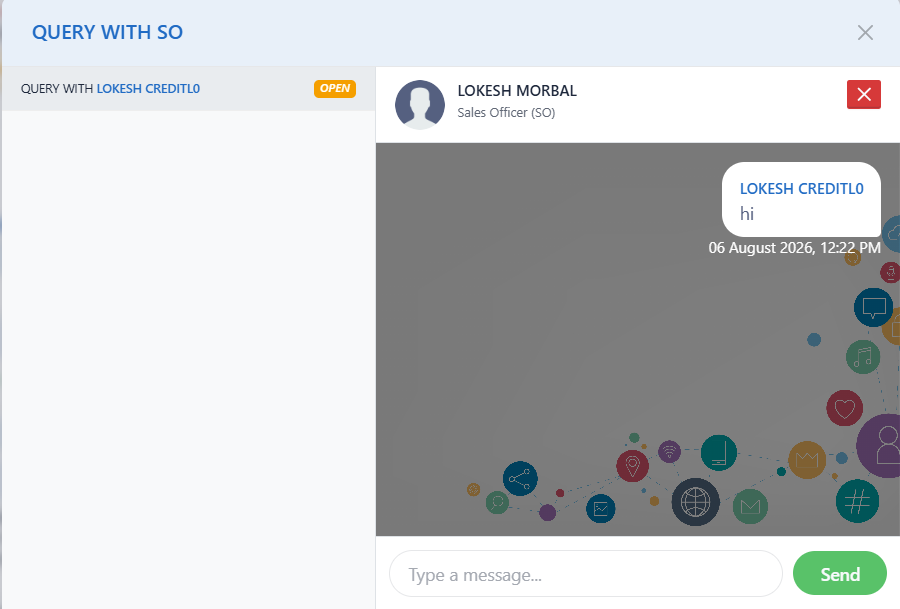 QUERY WITH SO
QUERY WITH LOKESH CREDITL0
OPEN
LOKESH MORBAL
Sales Officer (SO)
LOKESH CREDITL0
hi
06 August 2026, 12:22 PM
Type a message...
Send